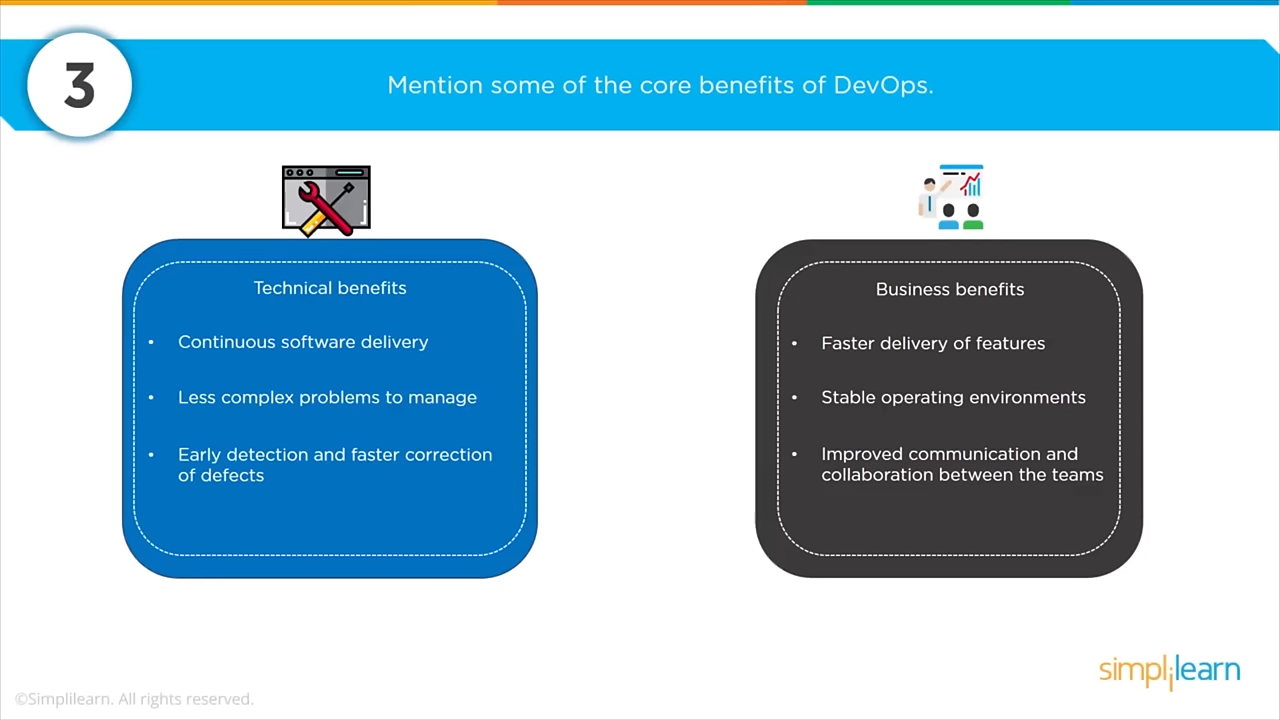 3
Mention some of the core benefits of DevOps.
Technical benefits
• Continuous software delivery
• Less complex problems to manage
• Early detection and faster correction
of defects
Business benefits
• Faster delivery of features
• Stable operating environments
• Improved communication and
collaboration between the teams
simplilearn
©Simplilearn. All rights reserved.